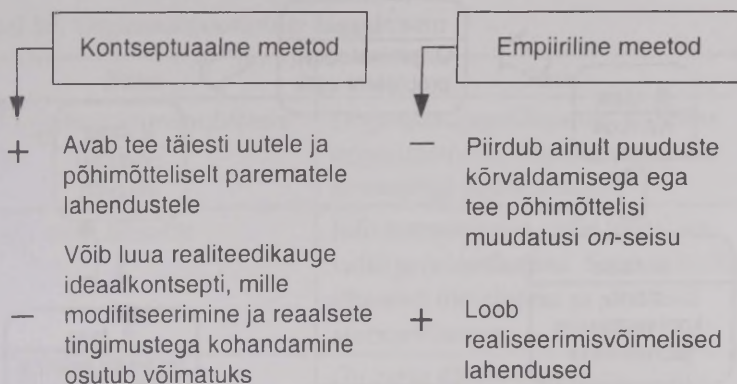 Kontseptuaalne meetod
+ Avab tee täiesti uutele ja
põhimõtteliselt parematele
lahendustele
Võib luua realiteedikauge
ideaalkontsepti, mille
— modifitseerimine ja reaalsete
tingimustega kohandamine
osutub võimatuks
Empiiriline meetod
— Piirdub ainult puuduste
kõrvaldamisega ega
tee põhimõttelisi
muudatusi on-seisu
+ Loob
realiseerimisvõimelised
lahendused